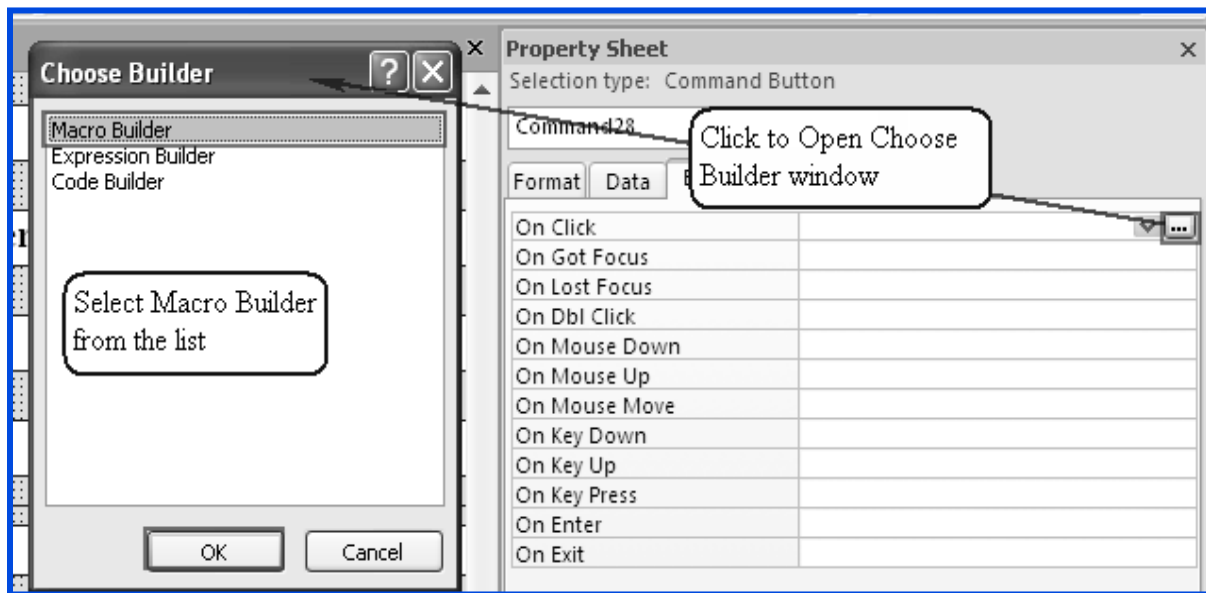 Choose Builder
?
Macro Builder
Expression Builder
Code Builder
Select Macro Builder
from the list
OK
Cancel
Property Sheet
Selection type: Command Button
Command28
Format
Data
Click to Open Choose
Builder window
On Click
...
On Got Focus
On Lost Focus
On Dbl Click
On Mouse Down
On Mouse Up
On Mouse Move
On Key Down
On Key Up
On Key Press
On Enter
On Exit